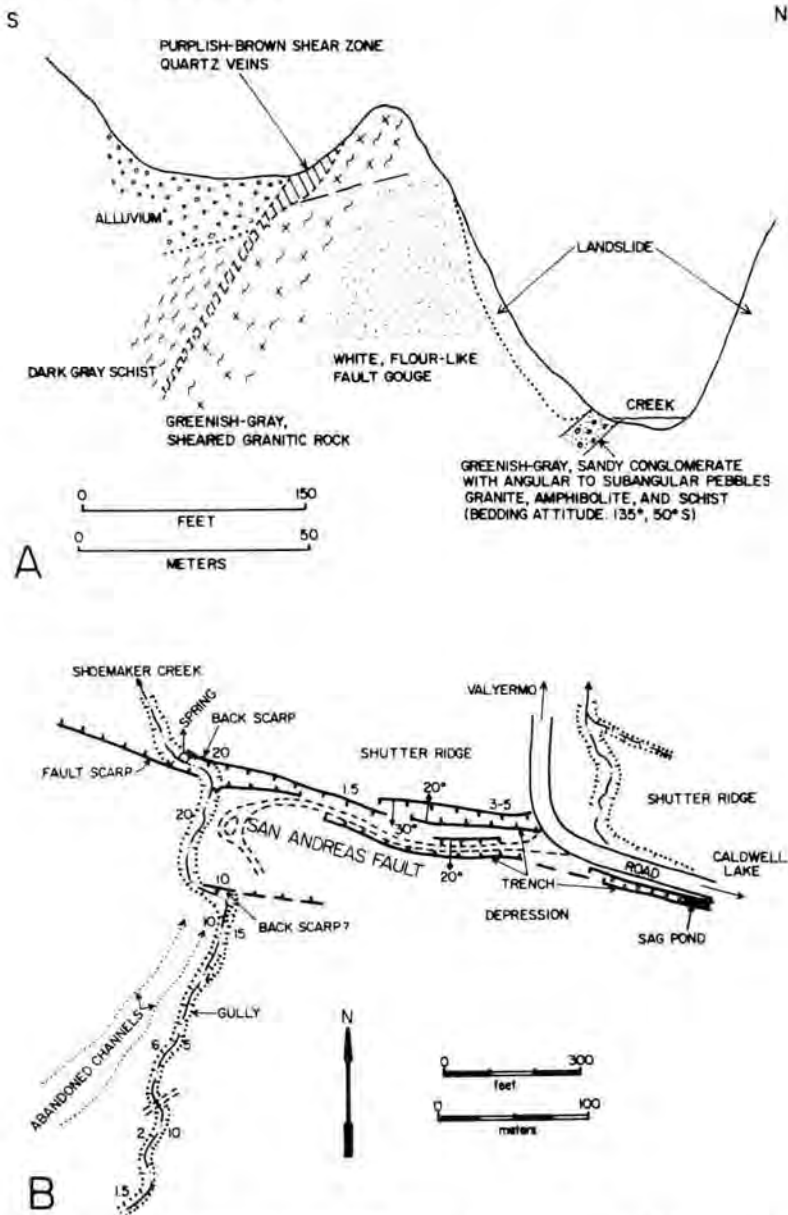 S
N
PURPLISH-BROWN SHEAR ZONE
QUARTZ VEINS
ALLUVIUM
LANDSLIDE
DARK GRAY SCHIST
WHITE, FLOUR-LIKE
FAULT GOUGE
CREEK
GREENISH-GRAY,
SHEARED GRANITIC ROCK
GREENISH-GRAY, SANDY CONGLOMERATE
WITH ANGULAR TO SUBANGULAR PEBBLES
GRANITE, AMPHIBOLITE, AND SCHIST
(BEDDING ATTITUDE: 135°, 50° S)
0 150
FEET
0 50
METERS
A
SHOEMAKER CREEK
SPRING
BACK SCARP
VALYERMO
20
SHUTTER RIDGE
FAULT SCARP
1.5
20°
3-5
SHUTTER RIDGE
20
30°
SAN ANDREAS FAULT
20°
ROAD
CALDWELL
LAKE
TRENCH
10
DEPRESSION
BACK SCARP?
SAG POND
10
15
ABANDONED CHANNELS
GULLY
N
6
5
0 300
feet
0 100
meters
2
10
1.5
B